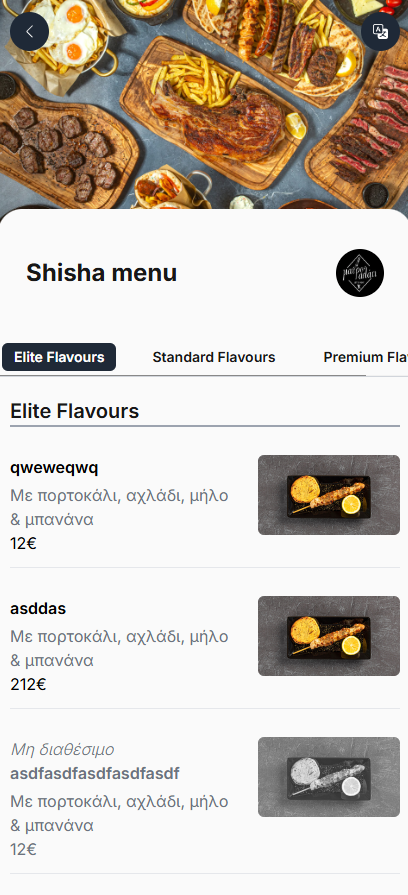 Shisha menu
Elite Flavours Standard Flavours Premium Fla
Elite Flavours
qweweqwq
Με πορτοκάλι, αχλάδι, μήλο
& μπανάνα
12€
asddas
Με πορτοκάλι, αχλάδι, μήλο
& μπανάνα
212€
Μη διαθέσιμο
asdfasdfasdfasdfasdf
Με πορτοκάλι, αχλάδι, μήλο
& μπανάνα
12€